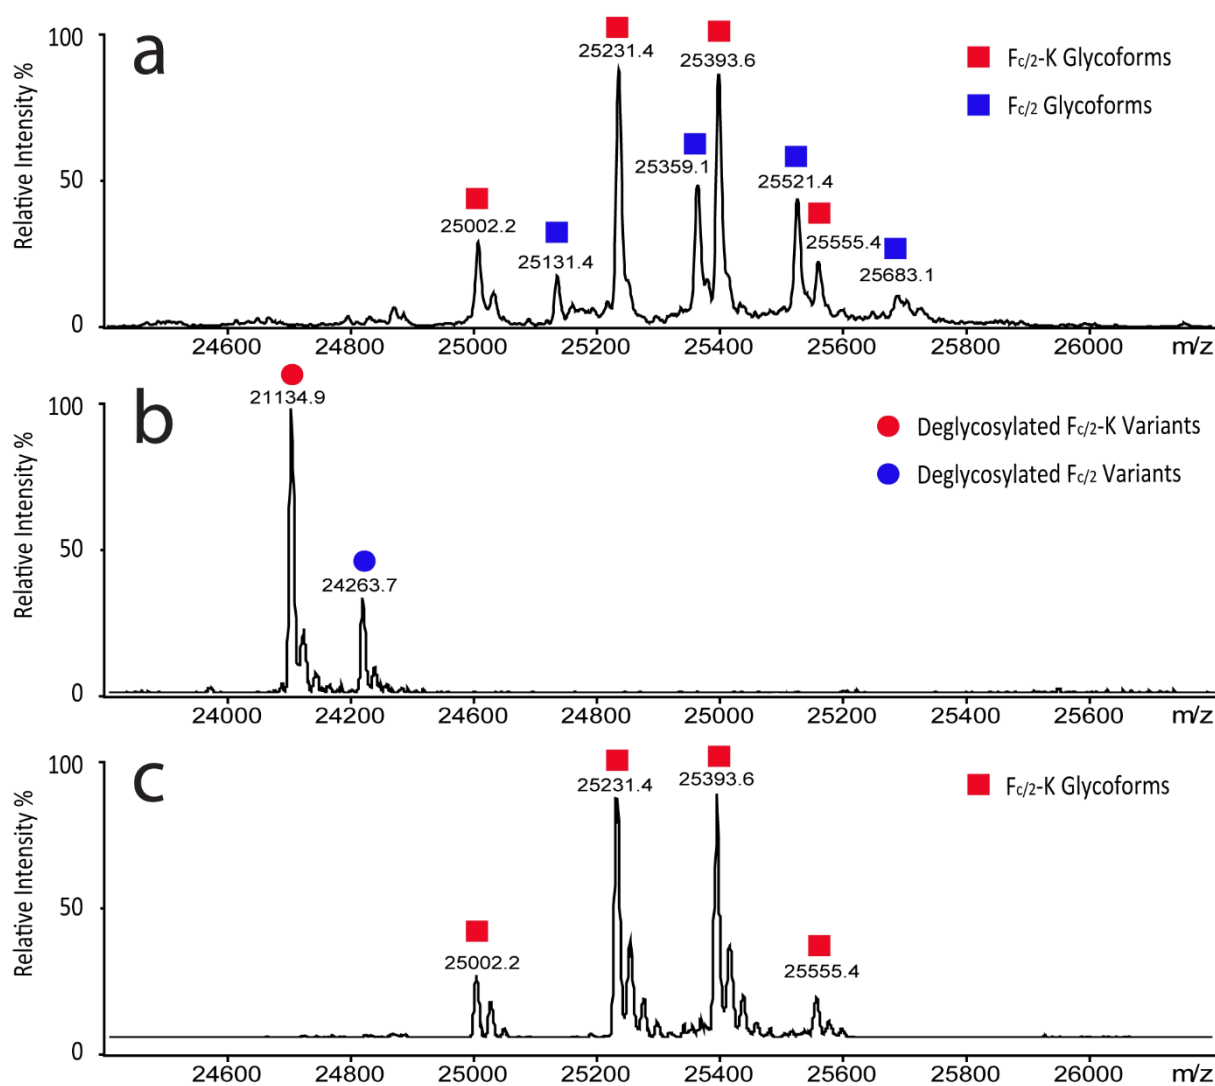 a
Relative Intensity %
100
50
0
25002.2
25131.4
25231.4
25359.1
25393.6
25521.4
25555.4
25683.1
Fc/2-K Glycoforms
Fc/2 Glycoforms
24600 24800 25000 25200 25400 25600 25800 26000 m/z
b
Relative Intensity %
100
50
0
21134.9
24263.7
Deglycosylated Fc/2-K Variants
Deglycosylated Fc/2 Variants
24000 24200 24400 24600 24800 25000 25200 25400 25600 m/z
c
Relative Intensity %
100
50
0
25002.2
25231.4
25393.6
25555.4
Fc/2-K Glycoforms
24600 24800 25000 25200 25400 25600 25800 26000 m/z